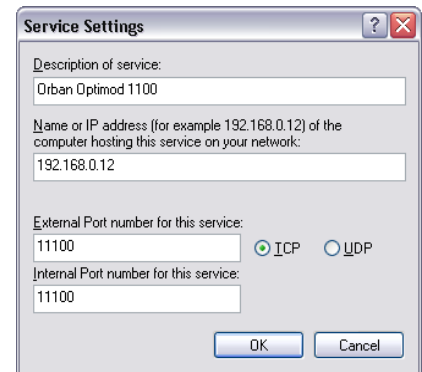 Service Settings
Description of service:
Orban Optimod 1100
Name or IP address (for example 192.168.0.12) of the
computer hosting this service on your network:
192.168.0.12
External Port number for this service:
11100
TCP
UDP
Internal Port number for this service:
11100
OK
Cancel